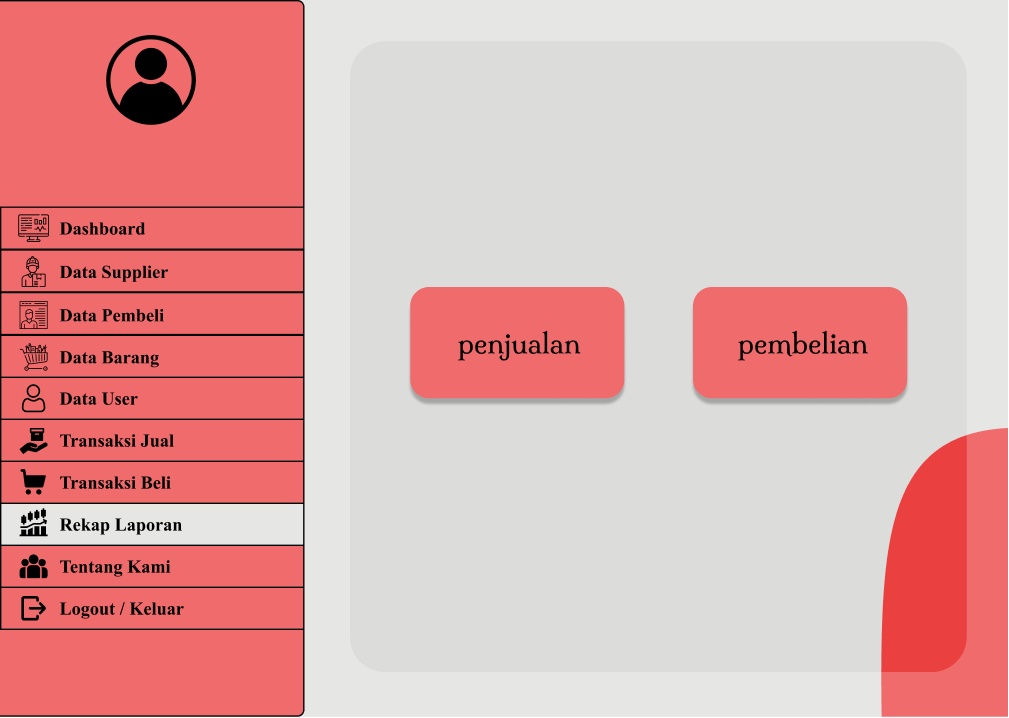 Dashboard
Data Supplier
Data Pembeli
Data Barang
Data User
Transaksi Jual
Transaksi Beli
Rekap Laporan
Tentang Kami
Logout / Keluar
penjualan
pembelian